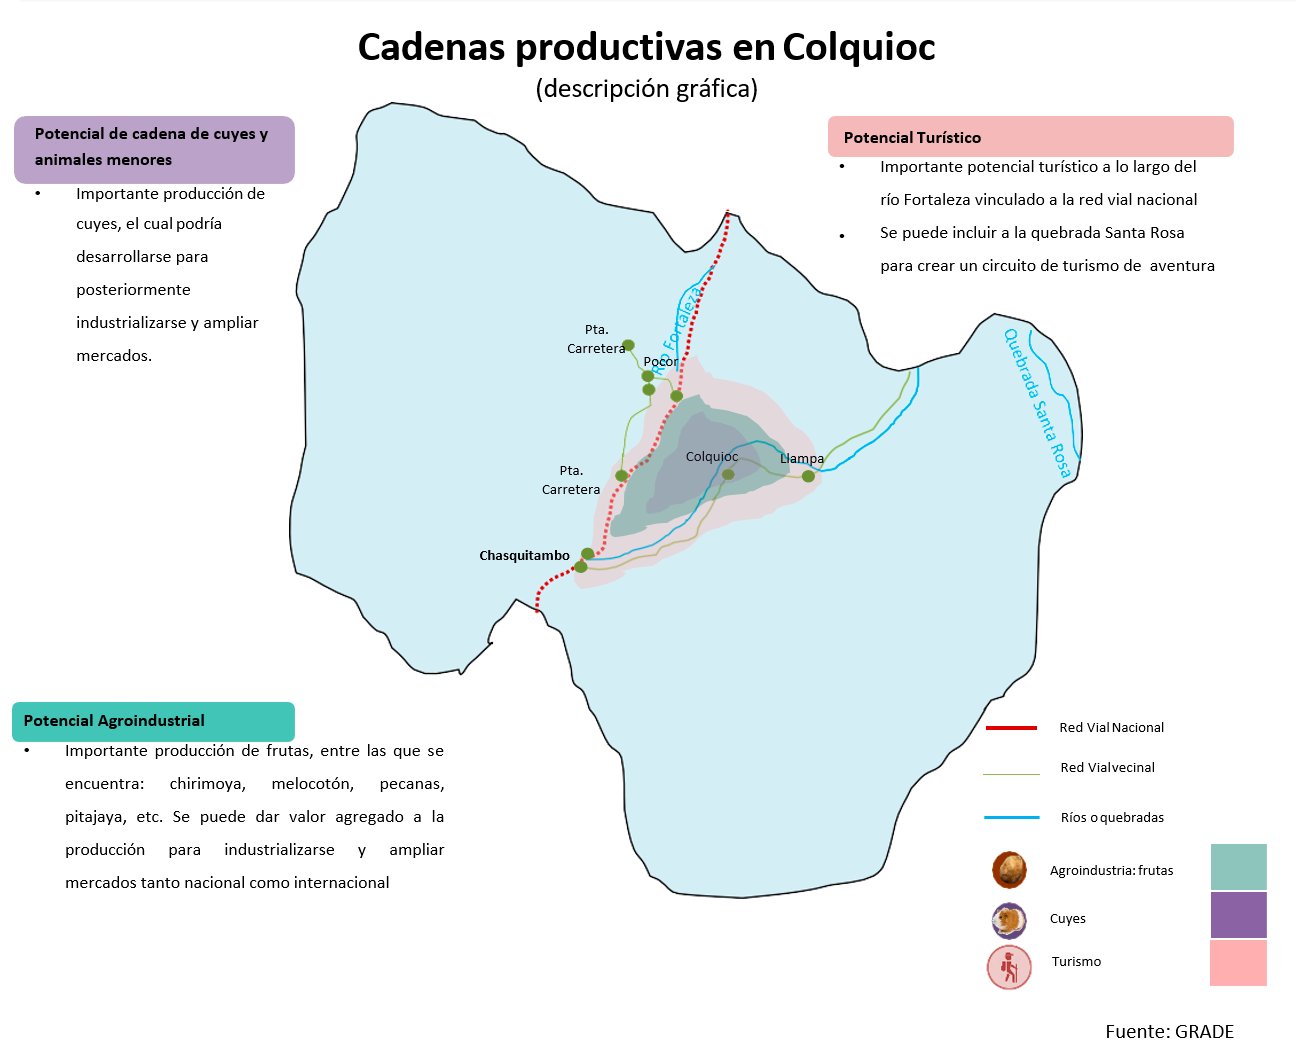 Cadenas productivas en Colquioc
(descripción gráfica)
Potencial de cadena de cuyes y
animales menores
• Importante producción de
cuyes, el cual podría
desarrollarse para
posteriormente
industrializarse y ampliar
mercados.
Potencial Turístico
• Importante potencial turístico a lo largo del
río Fortaleza vinculado a la red vial nacional
• Se puede incluir a la quebrada Santa Rosa
para crear un circuito de turismo de aventura
Río Fortaleza
Quebrada Santa Rosa
Pta.
Carretera
Pocor
Colquioc
Llampa
Pta.
Carretera
Chasquitambo
Potencial Agroindustrial
• Importante producción de frutas, entre las que se
encuentra: chirimoya, melocotón, pecanas,
pitajaya, etc. Se puede dar valor agregado a la
producción para industrializarse y ampliar
mercados tanto nacional como internacional
Red Vial Nacional
Red Vial vecinal
Ríos o quebradas
Agroindustria: frutas
Cuyes
Turismo
Fuente: GRADE